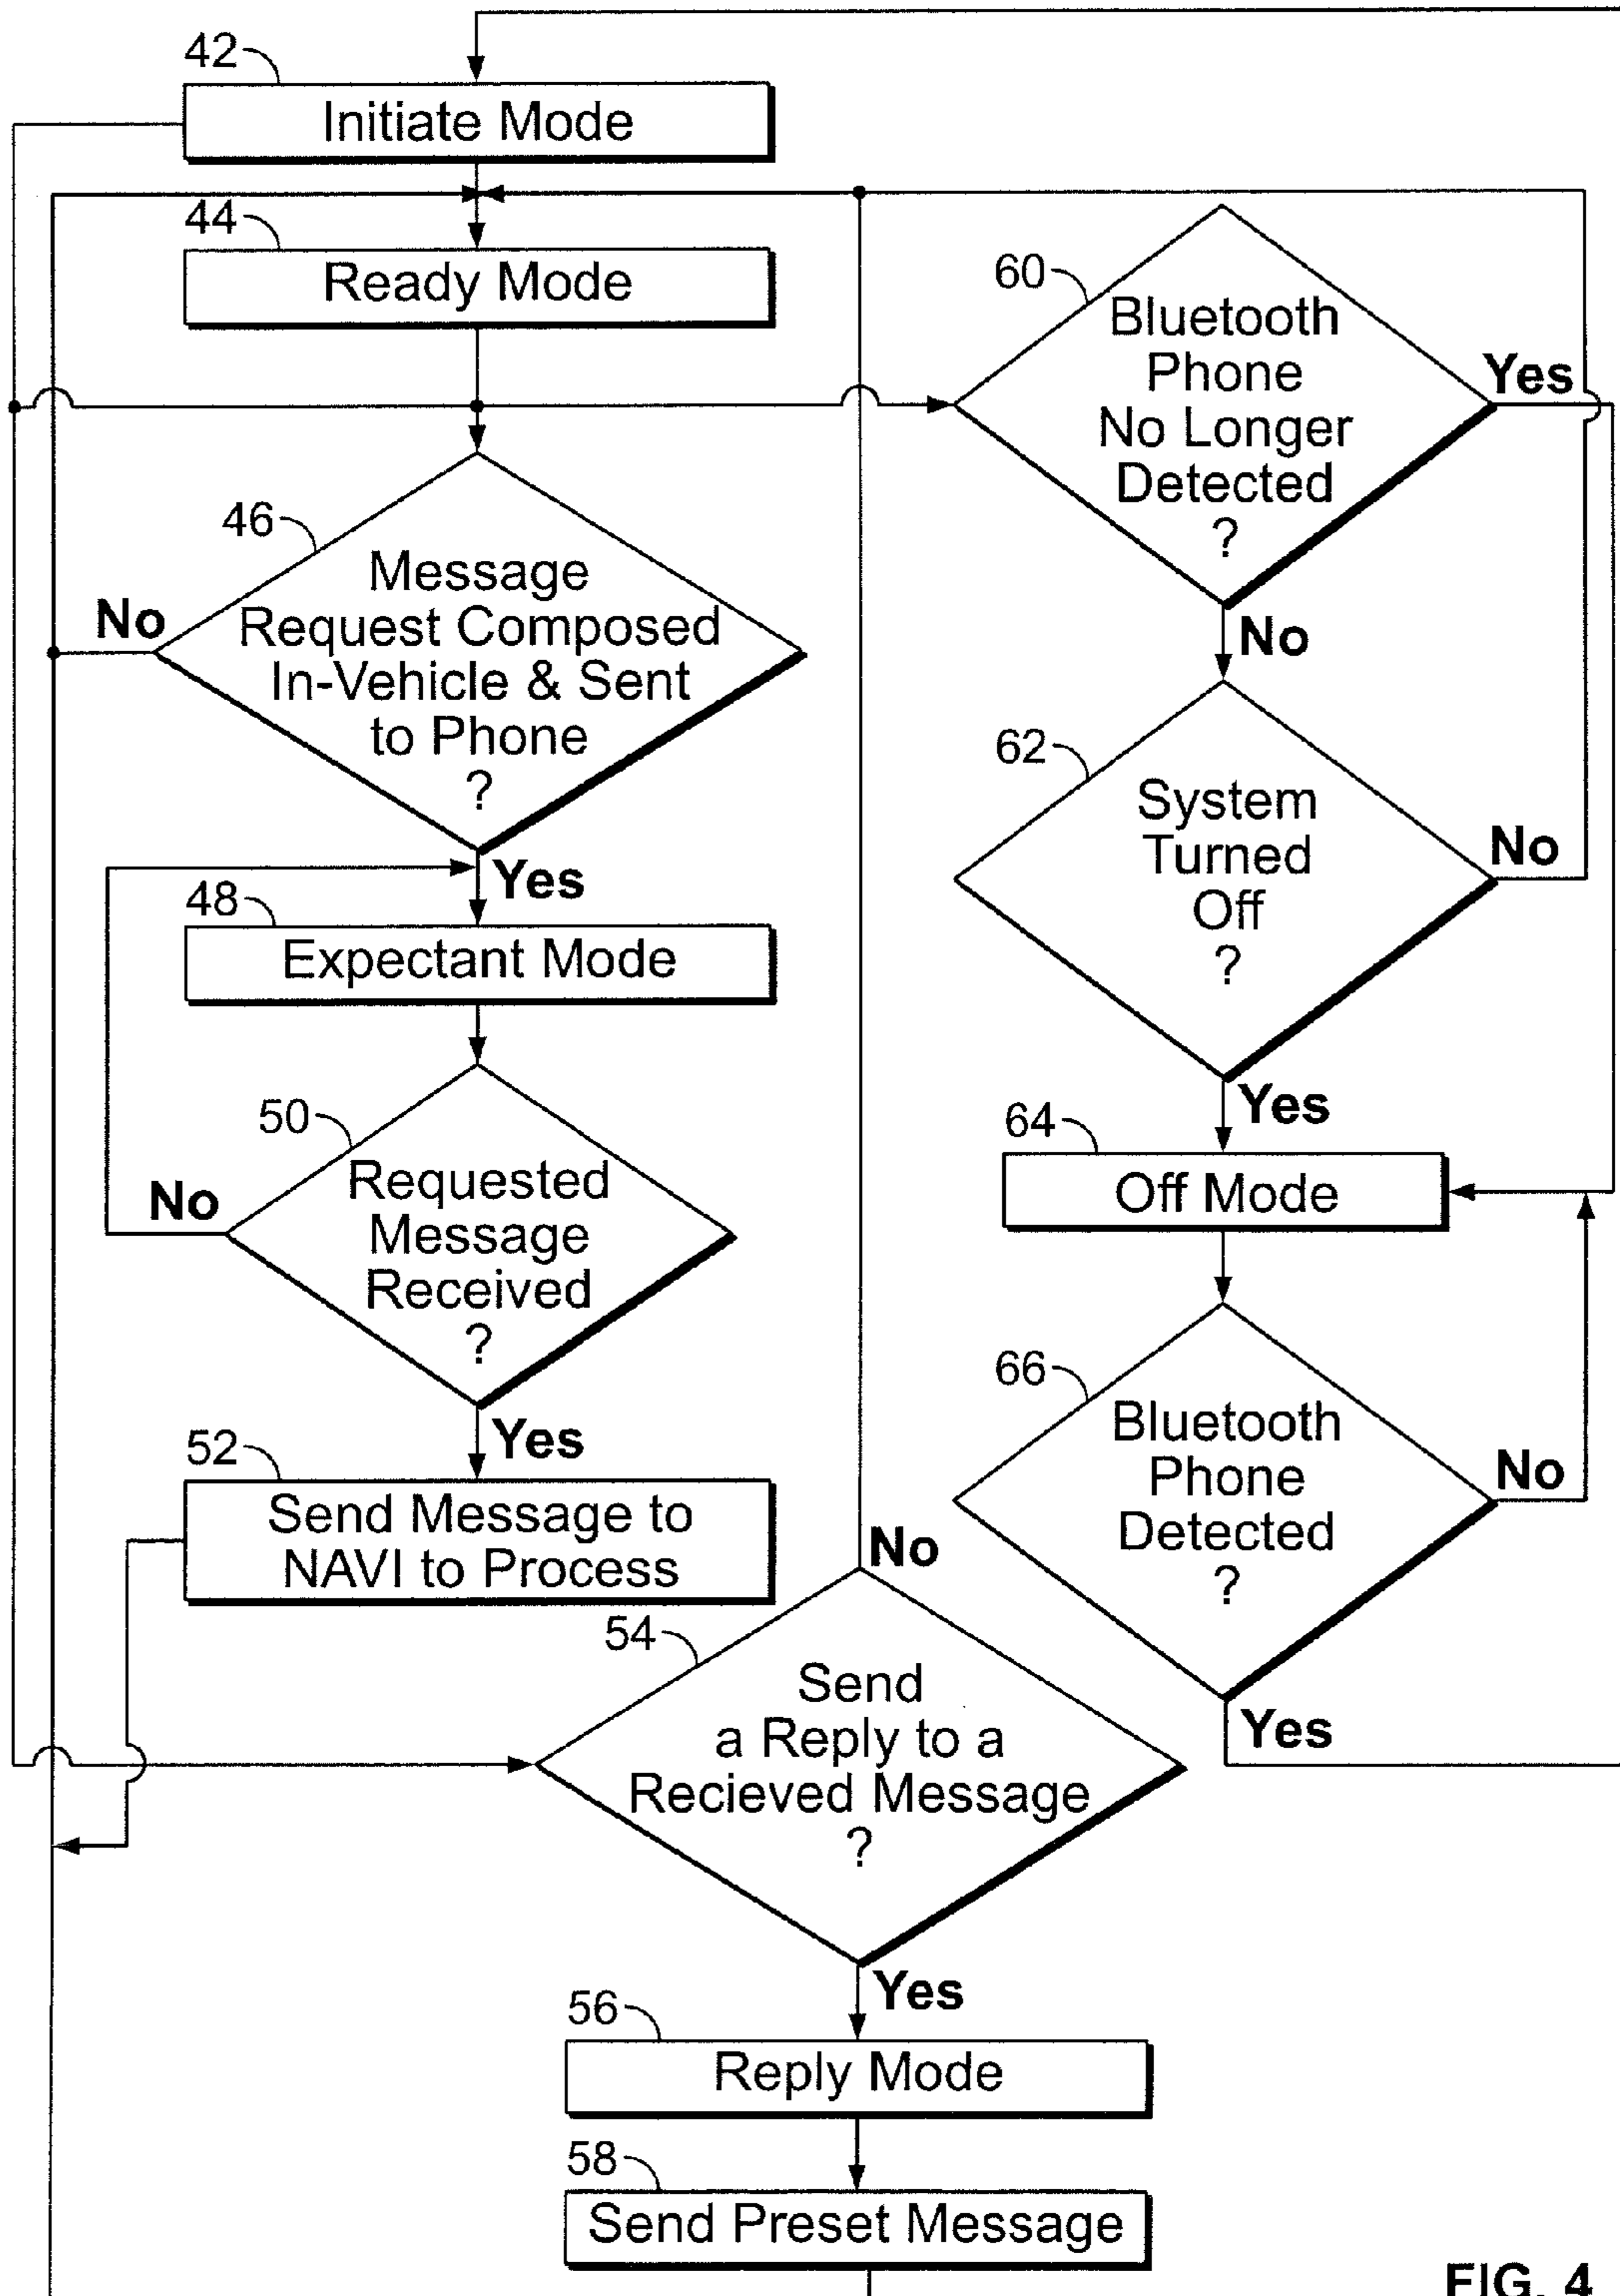 42
Initiate Mode
44
Ready Mode
46
Message
Request Composed
In-Vehicle & Sent
to Phone
?
No
Yes
48
Expectant Mode
50
Requested
Message
Received
?
No
Yes
52
Send Message to
NAVI to Process
54
Send
a Reply to a
Recieved Message
?
No
Yes
56
Reply Mode
58
Send Preset Message
60
Bluetooth
Phone
No Longer
Detected
?
Yes
No
62
System
Turned
Off
?
No
Yes
64
Off Mode
66
Bluetooth
Phone
Detected
?
No
Yes
FIG. 4